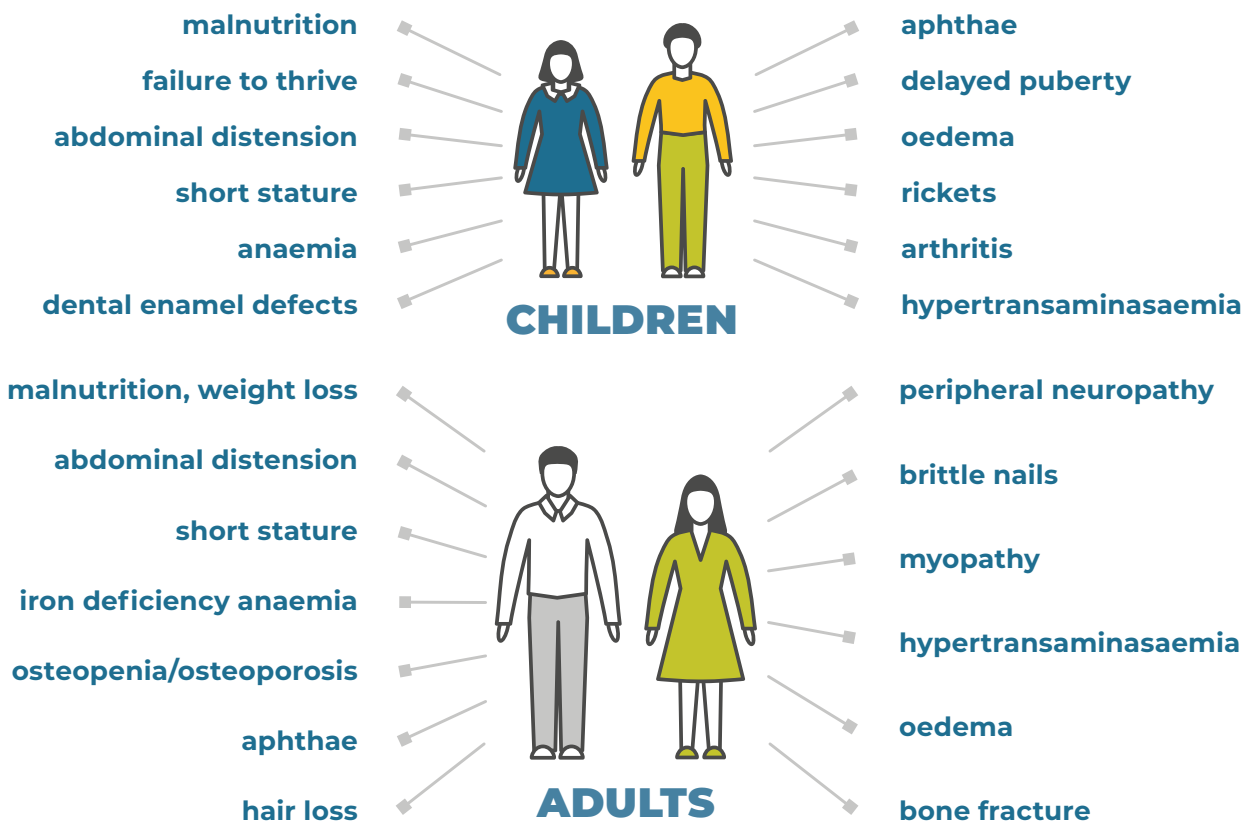 malnutrition
failure to thrive
abdominal distension
short stature
anaemia
dental enamel defects
aphthae
delayed puberty
oedema
rickets
arthritis
hypertransaminasaemia
CHILDREN
malnutrition, weight loss
abdominal distension
short stature
iron deficiency anaemia
osteopenia/osteoporosis
aphthae
hair loss
peripheral neuropathy
brittle nails
myopathy
hypertransaminasaemia
oedema
bone fracture
ADULTS